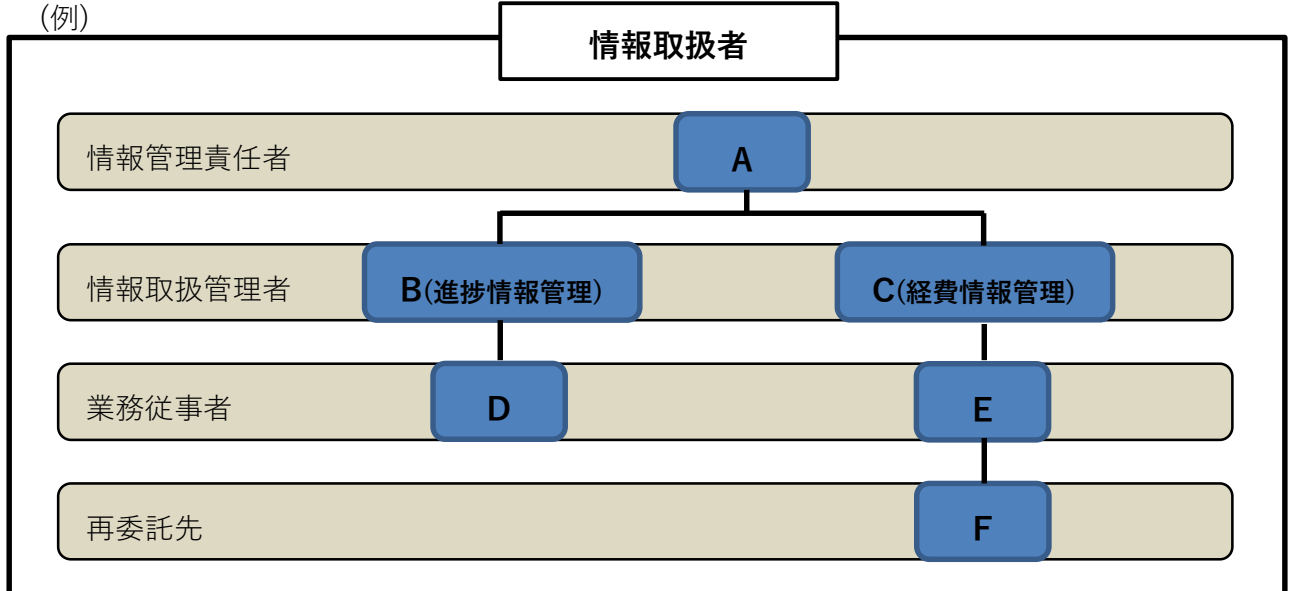 (例)
情報取扱者
情報管理責任者
A
情報取扱管理者
B(進捗情報管理)
C(経費情報管理)
業務従事者
D
E
再委託先
F